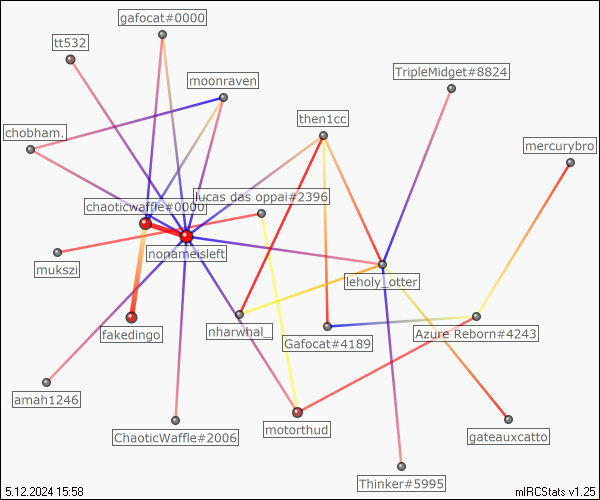 gafocat#0000
tt532
moonraven
TripleMidget#8824
then1cc
chobham.
mercurybro
lucas das oppai#2396
chaoticwaffle#0000
nonameisleft
mukszi
leholy_otter
fakedingo
nharwhal_
Gafocat#4189
Azure Reborn#4243
amah1246
ChaoticWaffle#2006
motorthud
gateauxcatto
Thinker#5995
5.12.2024 15:58
mIRCStats v1.25